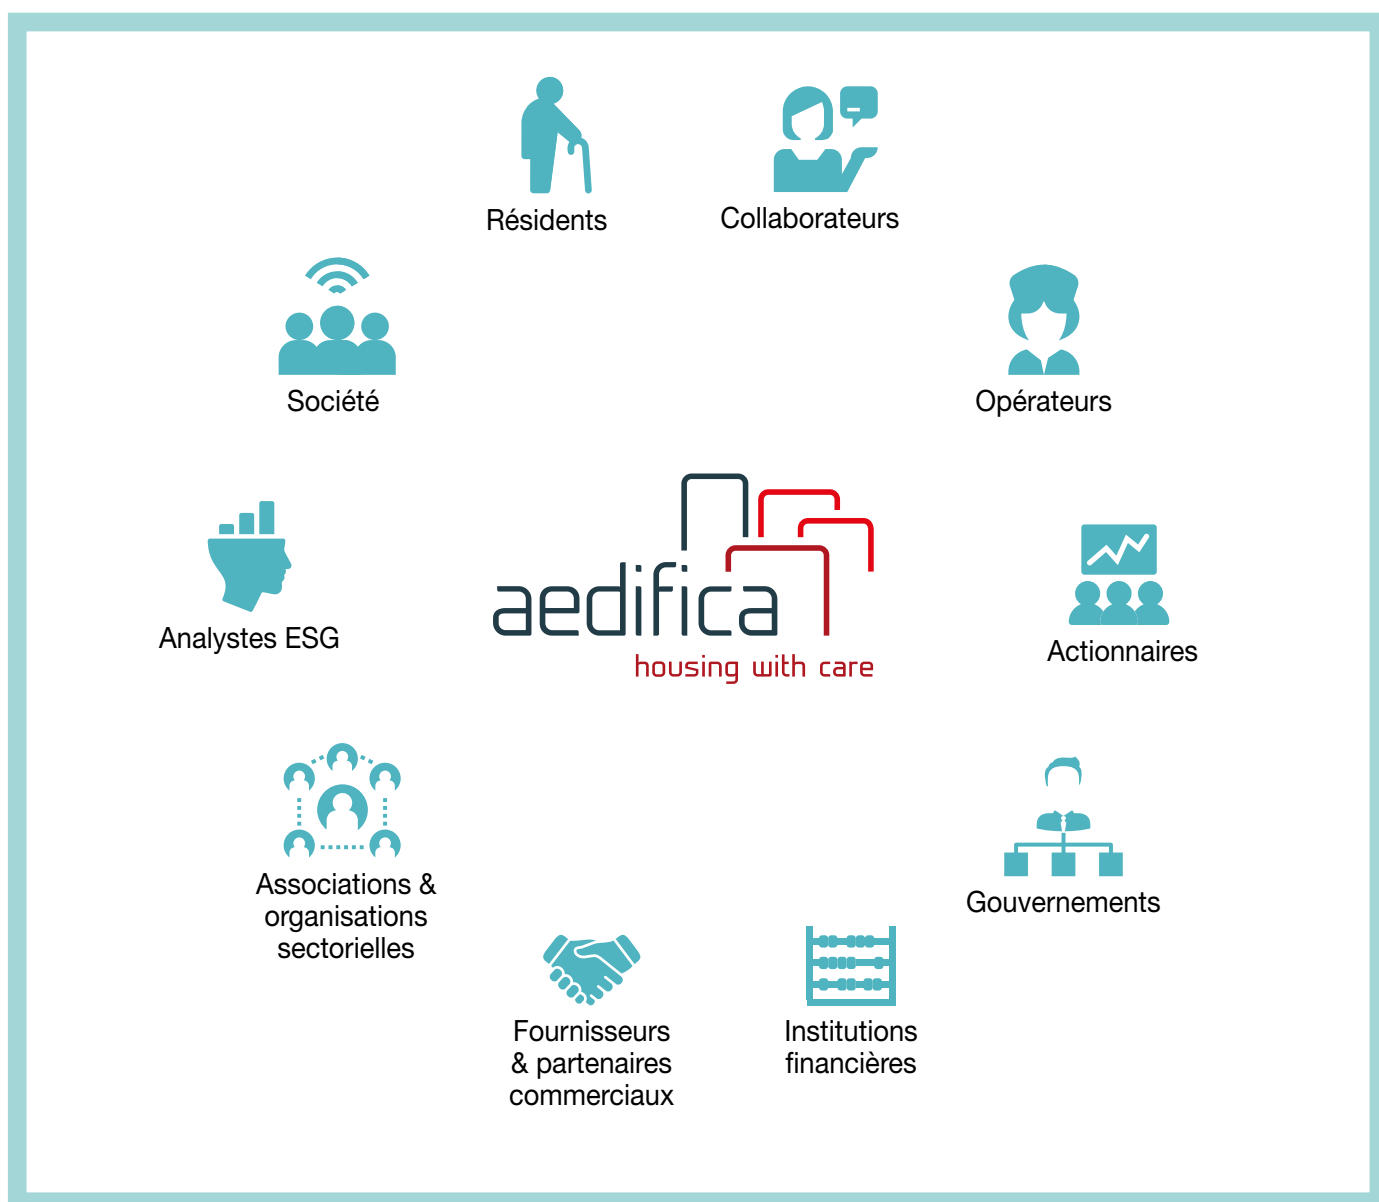 Résidents
Collaborateurs
Société
Opérateurs
aedifica
housing with care
Analystes ESG
Actionnaires
Associations &
organisations
sectorielles
Gouvernements
Fournisseurs
& partenaires
commerciaux
Institutions
financières